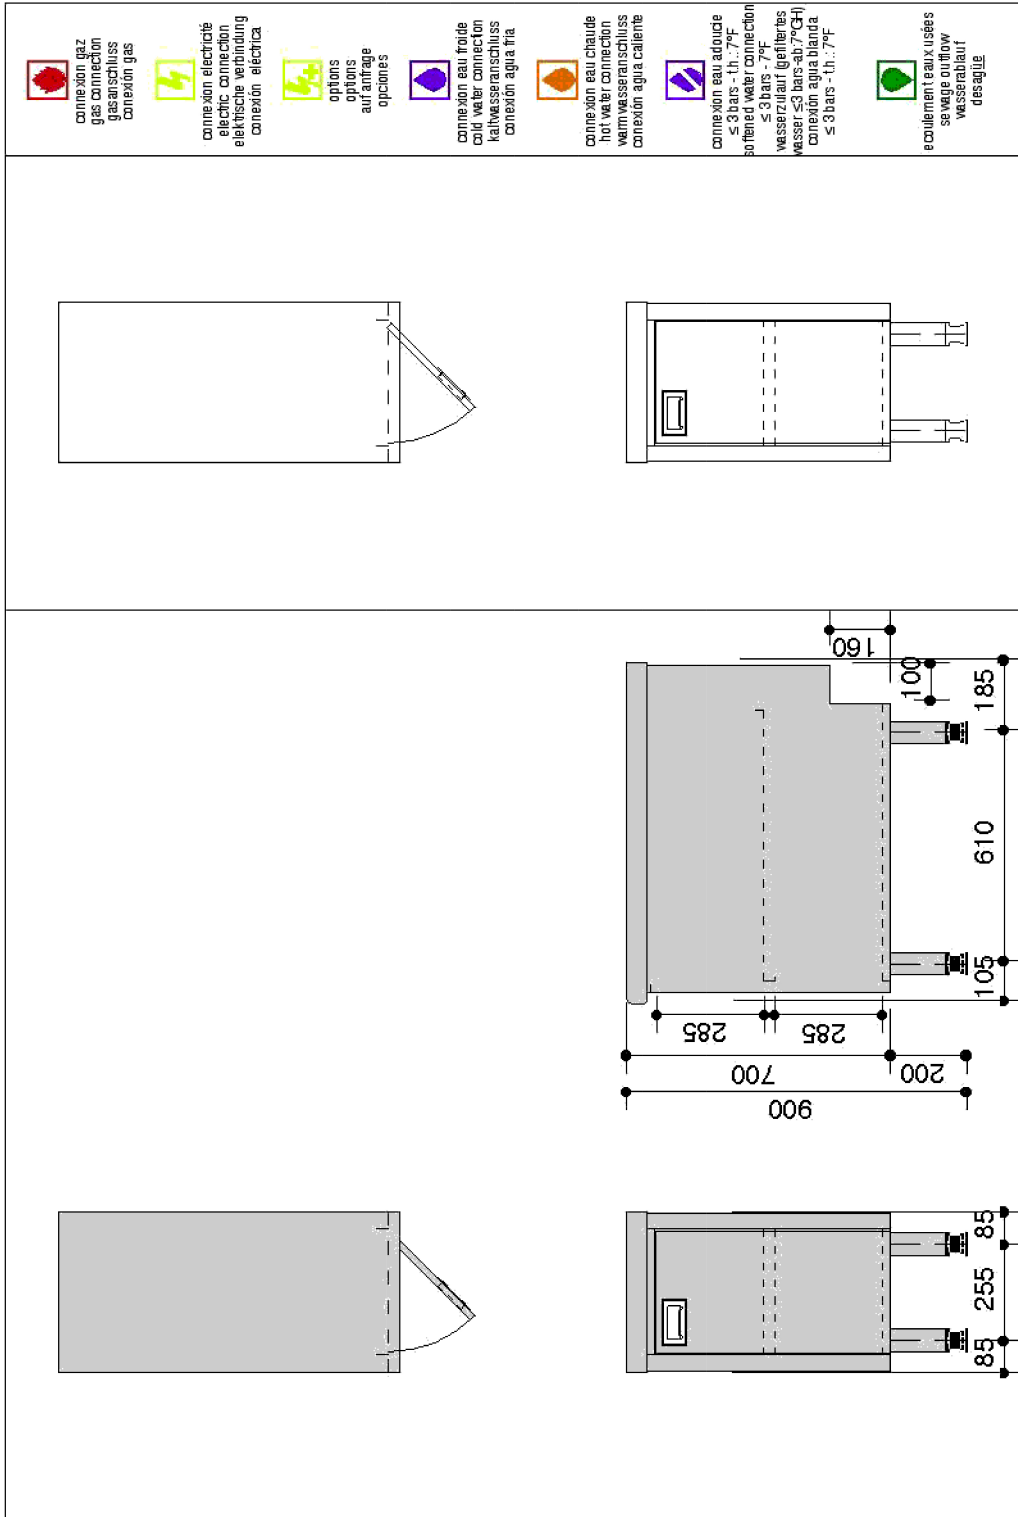 connexion gaz
gas connection
gasanschluss
conexión gas
connexion electricité
electric connection
elektrische verbindung
conexión eléctrica
options
options
auf anfrage
opciones
connexion eau froide
cold water connection
kaltwasseranschluss
conexión agua fria
connexion eau chaude
hot water connection
warmwasseranschluss
conexión agua caliente
connexion eau adoucie
≤ 3 bars - t.h.: 7°F
softened water connection
≤ 3 bars - 7°F
wasserzulauf (gefiltertes
wasser ≤3 bars-ab.7°GH)
conexión agua blanda
≤ 3 bars - t.h.: 7°F
ecoulement eaux usées
sewage outflow
wasserablauf
desagüe
160
100
185
610
105
285
285
700
200
900
85
255
85